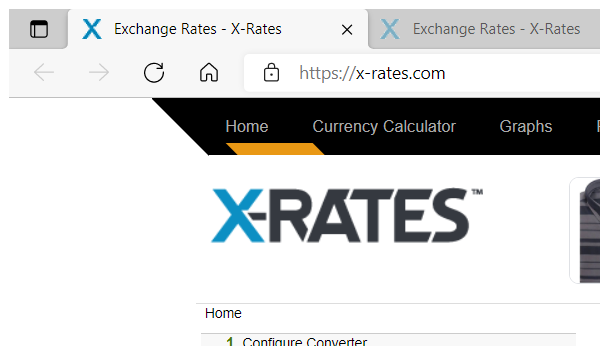 Exchange Rates - X-Rates
Exchange Rates - X-Rates
https://x-rates.com
Home
Currency Calculator
Graphs
X-RATES™
Home
1 Configure Converter